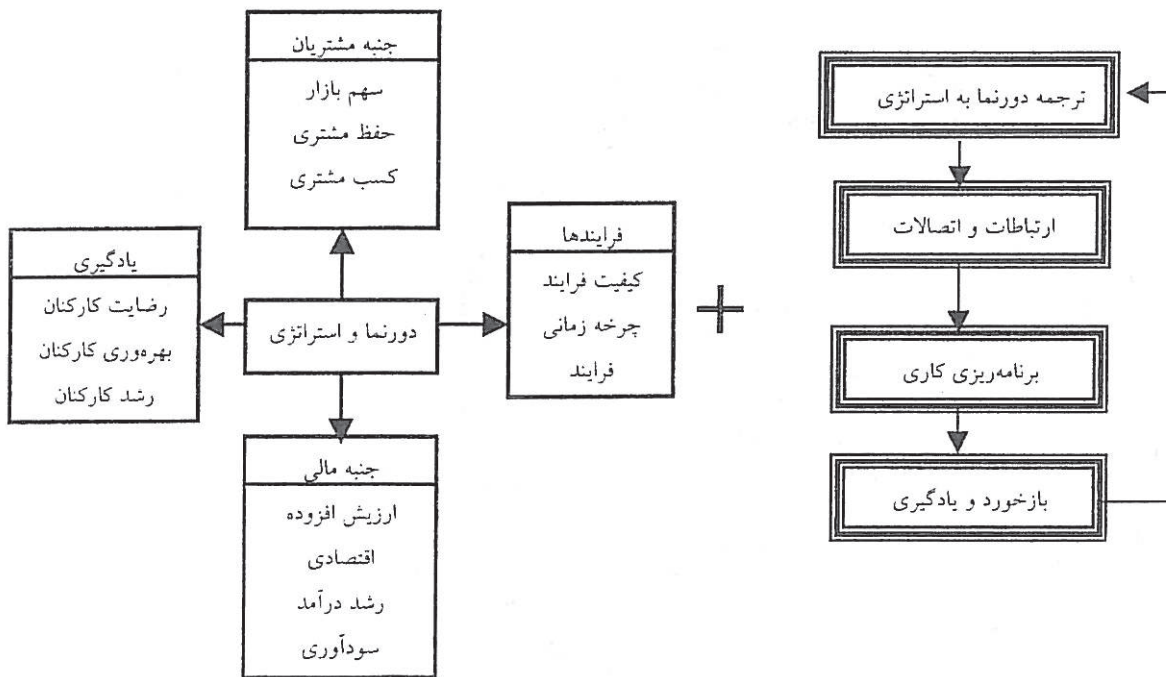 جنبه مشتریان
سهم بازار
حفظ مشتری
کسب مشتری
ترجمه دورنما به استراتژی
ارتباطات و اتصالات
برنامه‌ریزی کاری
بازخورد و یادگیری
+
فرایندها
کیفیت فرایند
چرخه زمانی
فرایند
دورنما و استراتژی
یادگیری
رضایت کارکنان
بهره‌وری کارکنان
رشد کارکنان
جنبه مالی
ارزیش افزوده
اقتصادی
رشد درآمد
سودآوری